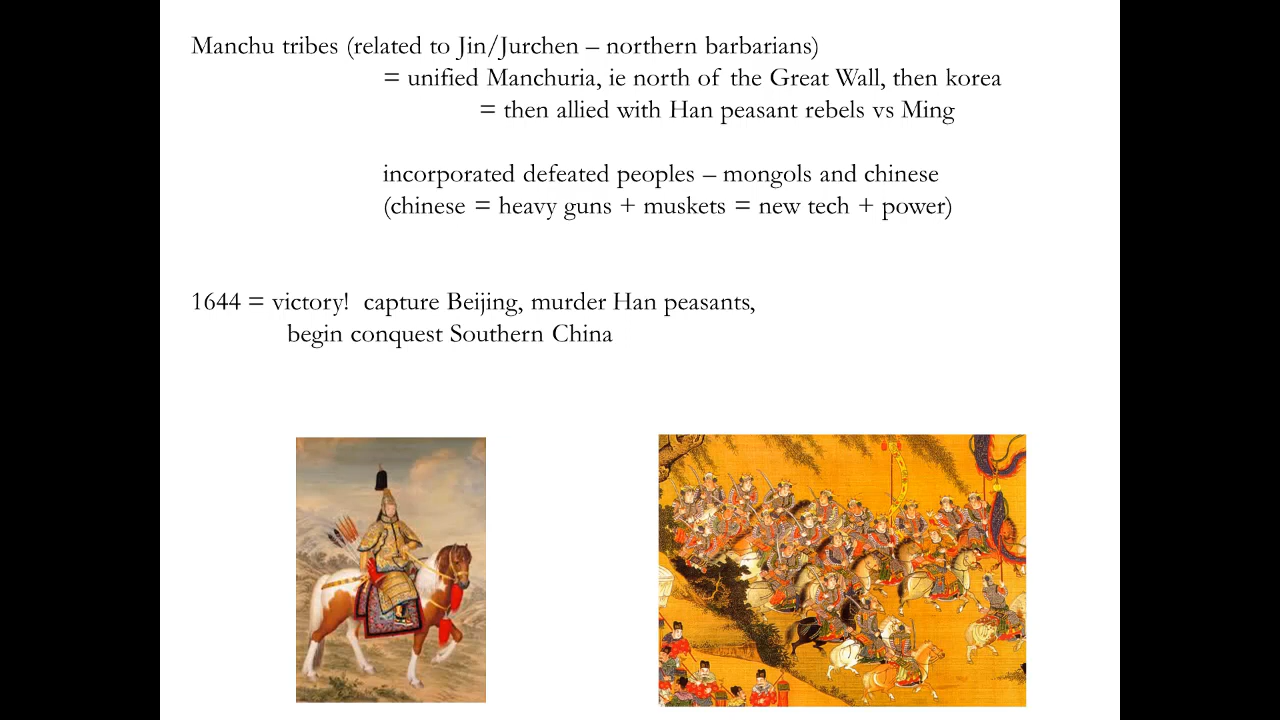 Manchu tribes (related to Jin/Jurchen – northern barbarians)
= unified Manchuria, ie north of the Great Wall, then korea
= then allied with Han peasant rebels vs Ming
incorporated defeated peoples – mongols and chinese
(chinese = heavy guns + muskets = new tech + power)
1644 = victory!  capture Beijing, murder Han peasants,
begin conquest Southern China